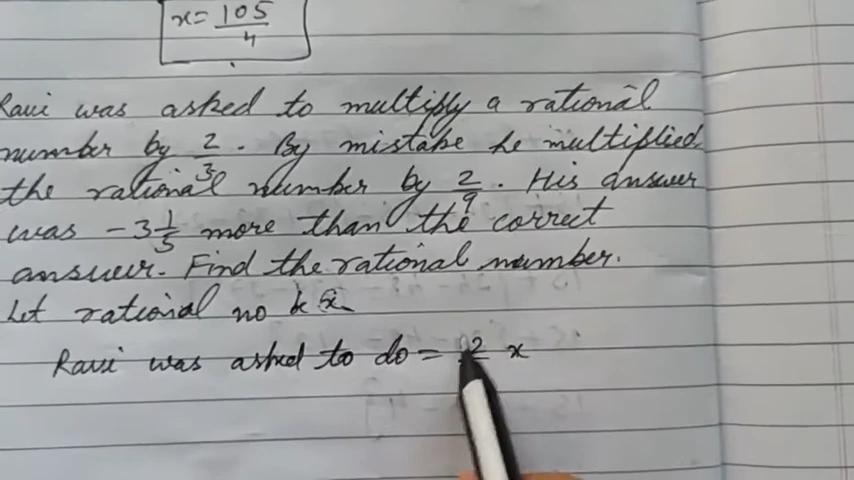 x = 105/4
Ravi was asked to multiply a rational
number by 2/3. By mistake he multiplied
the rational number by 2/9. His answer
was -3 1/5 more than the correct
answer. Find the rational number.
Let rational no be x
Ravi was asked to do = 2 x